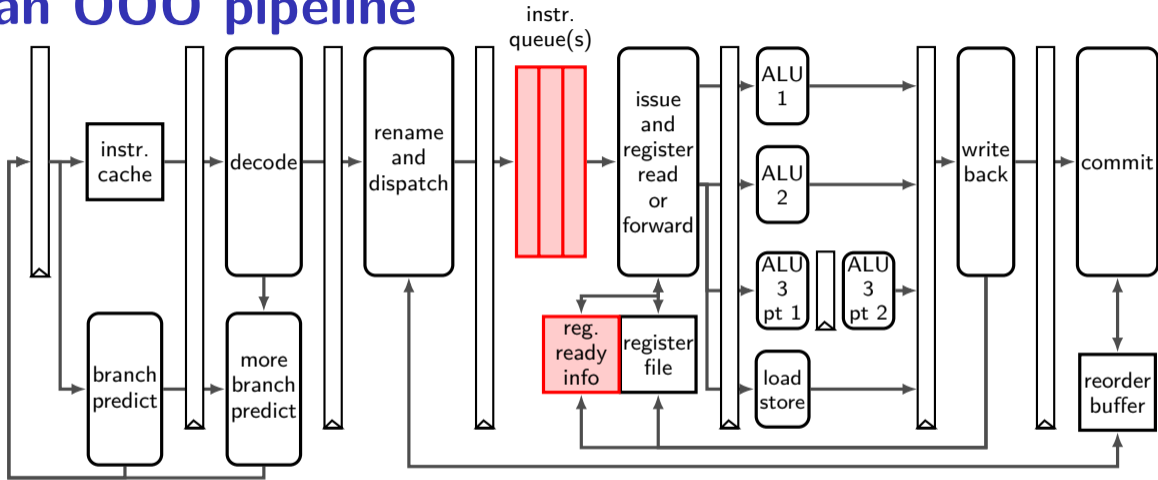 an OOO pipeline
instr.
queue(s)
instr.
cache
decode
rename
and
dispatch
issue
and
register
read
or
forward
ALU
1
ALU
2
ALU
3
pt 1
ALU
3
pt 2
load
store
write
back
commit
branch
predict
more
branch
predict
reg.
ready
info
register
file
reorder
buffer